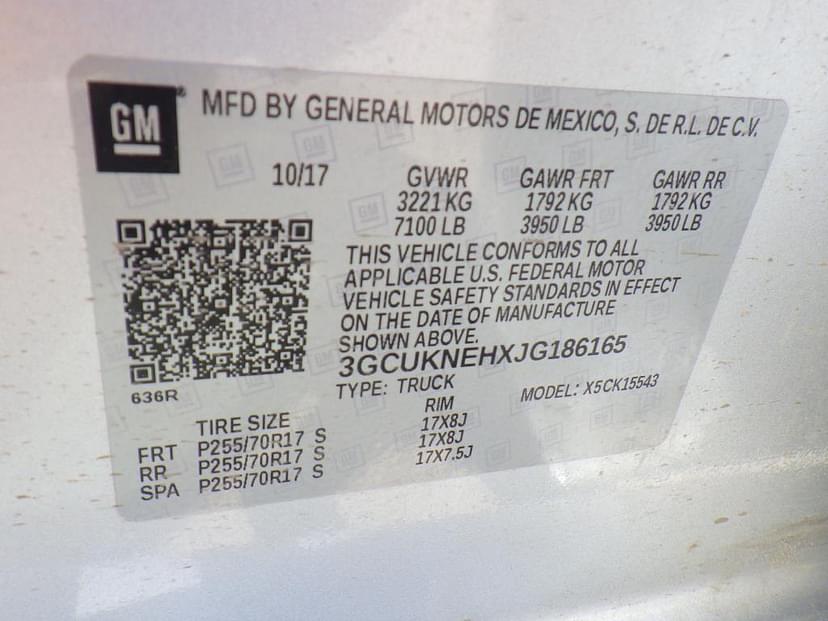 GM ® MFD BY GENERAL MOTORS DE MEXICO, S. DE R.L. DE C.V.
10/17 GVWR GAWR FRT GAWR RR
3221 KG 1792 KG 1792 KG
7100 LB 3950 LB 3950 LB
THIS VEHICLE CONFORMS TO ALL
APPLICABLE U.S. FEDERAL MOTOR
VEHICLE SAFETY STANDARDS IN EFFECT
ON THE DATE OF MANUFACTURE
SHOWN ABOVE.
3GCUKNEHXJG186165
636R
TYPE: TRUCK MODEL: X5CK15543
TIRE SIZE RIM
FRT P255/70R17 S 17X8J
RR P255/70R17 S 17X8J
SPA P255/70R17 S 17X7.5J